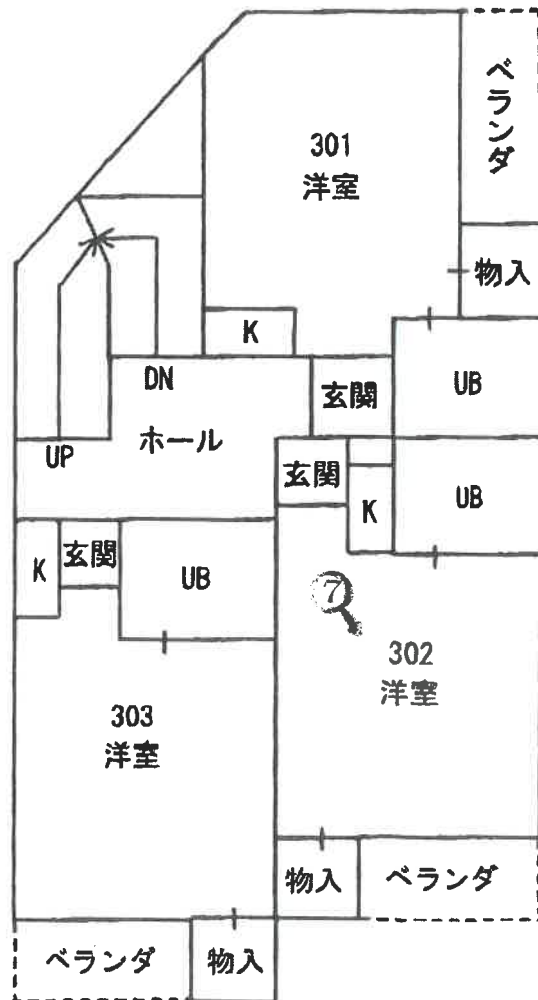 ベランダ
301
洋室
物入
K
DN
玄関
UB
ホール
UP
玄関
K
UB
K
玄関
UB
⑦
302
洋室
303
洋室
物入
ベランダ
ベランダ
物入